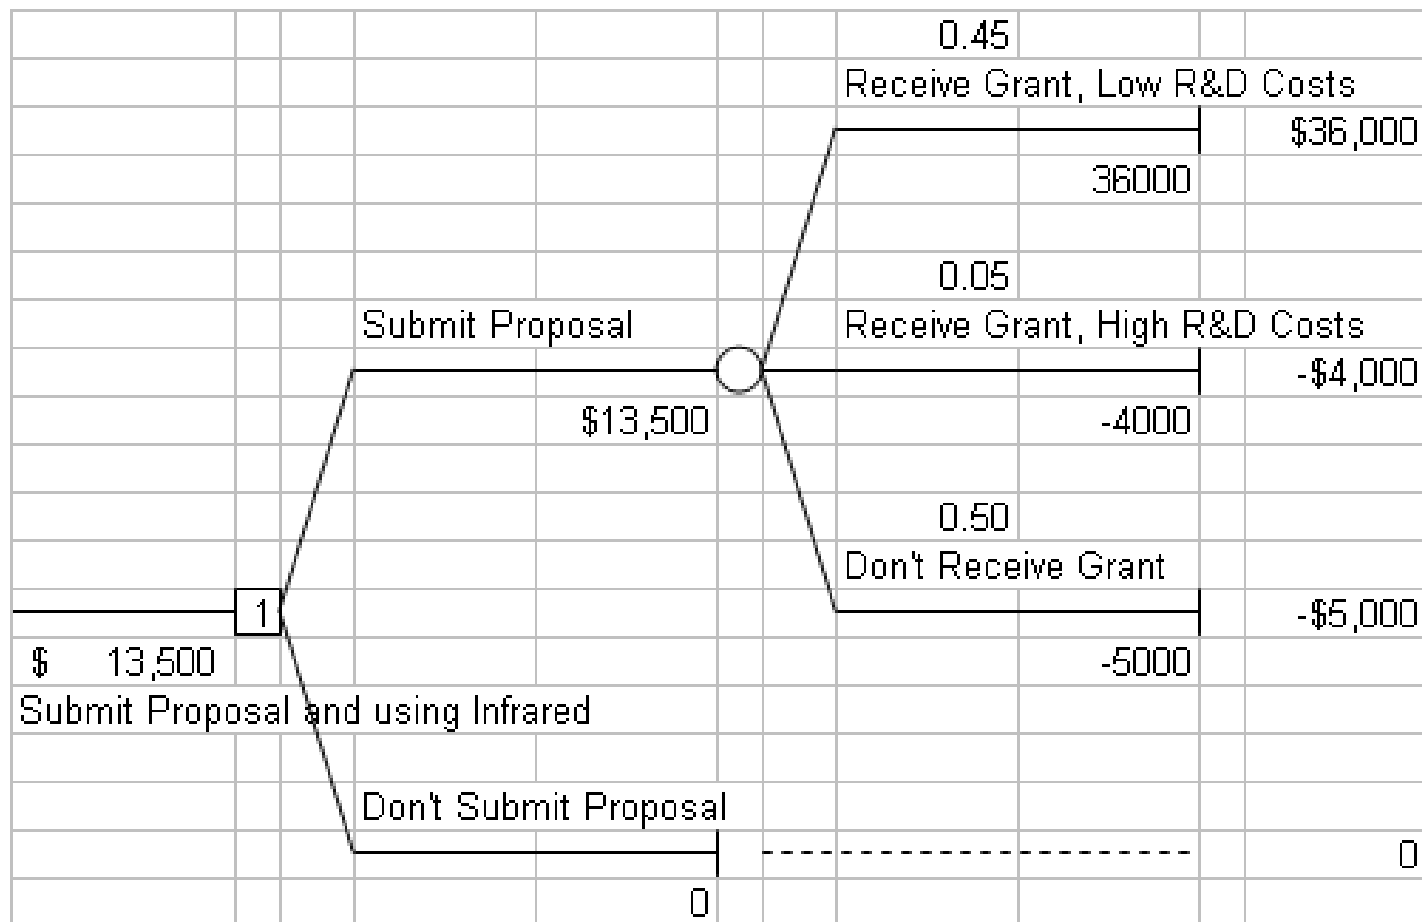 0.45
Receive Grant, Low R&D Costs
$36,000
36000
0.05
Submit Proposal Receive Grant, High R&D Costs
-$4,000
$13,500 -4000
0.50
Don't Receive Grant
1 -$5,000
$ 13,500 -5000
Submit Proposal and using Infrared
Don't Submit Proposal
0
0